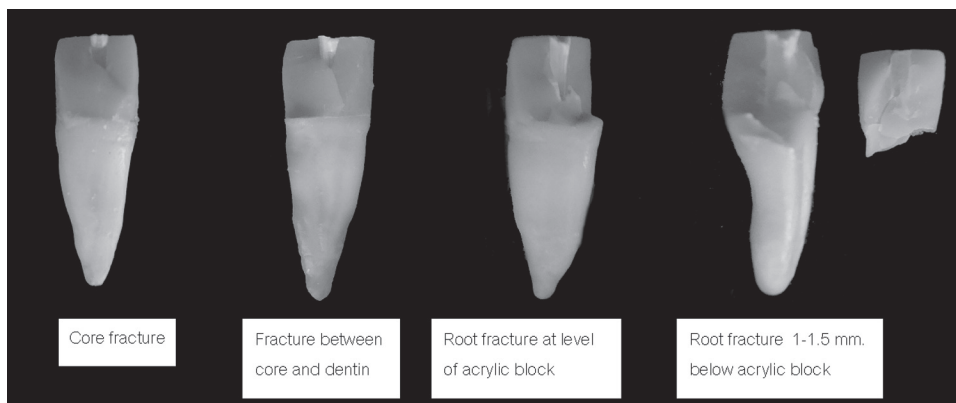 Core fracture
Fracture between
core and dentin
Root fracture at level
of acrylic block
Root fracture 1-1.5 mm.
below acrylic block